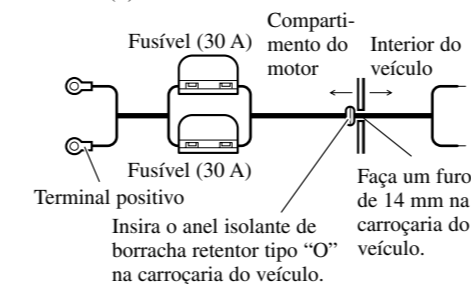 Comparti-
mento do
motor
Interior do
veículo
Fusível (30 A)
Fusível (30 A)
Terminal positivo
Faça um furo
de 14 mm na
carroçaria do
veículo.
Insira o anel isolante de
borracha retentor tipo “O”
na carroçaria do veículo.